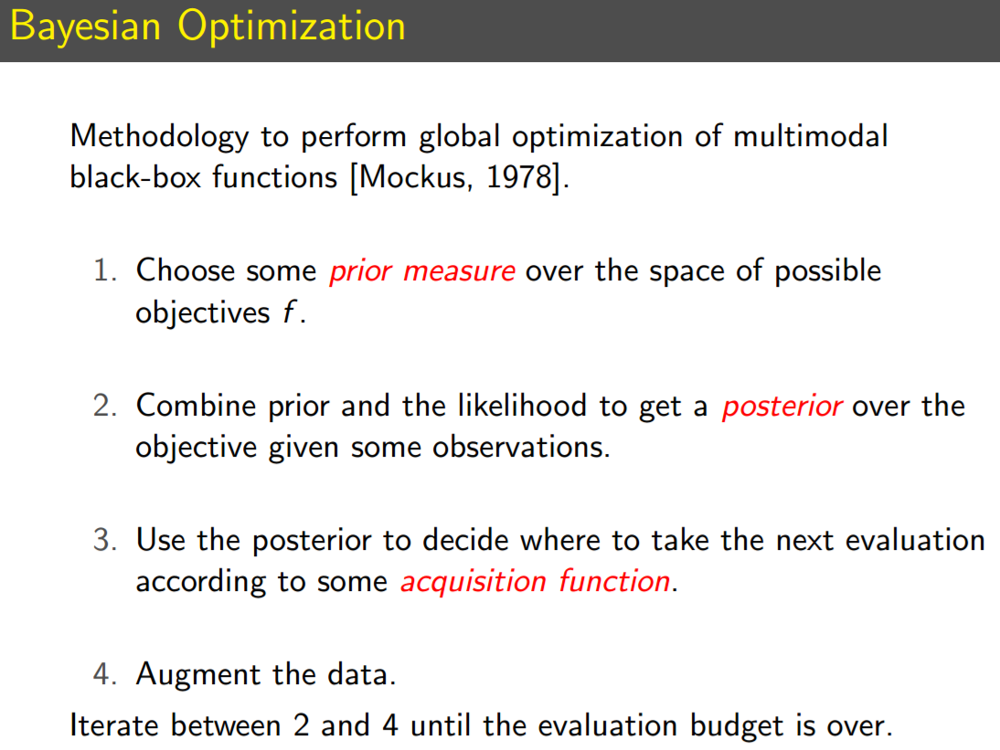 Bayesian Optimization
Methodology to perform global optimization of multimodal
black-box functions [Mockus, 1978].
1. Choose some prior measure over the space of possible
objectives f.
2. Combine prior and the likelihood to get a posterior over the
objective given some observations.
3. Use the posterior to decide where to take the next evaluation
according to some acquisition function.
4. Augment the data.
Iterate between 2 and 4 until the evaluation budget is over.